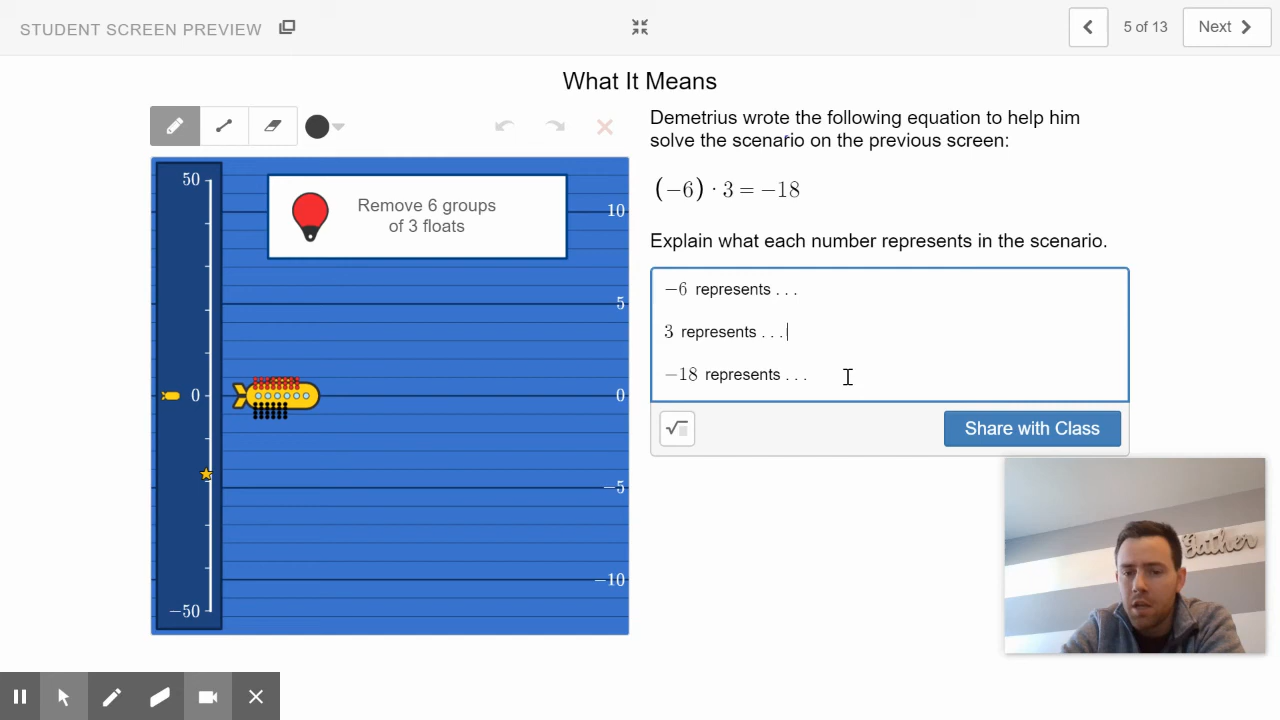 STUDENT SCREEN PREVIEW
5 of 13
Next
What It Means
Demetrius wrote the following equation to help him
solve the scenario on the previous screen:
(−6) · 3 = −18
Explain what each number represents in the scenario.
−6 represents . . .
3 represents . . .
−18 represents . . .
Share with Class
50
0
−50
Remove 6 groups
of 3 floats
10
5
0
−5
−10
Gather